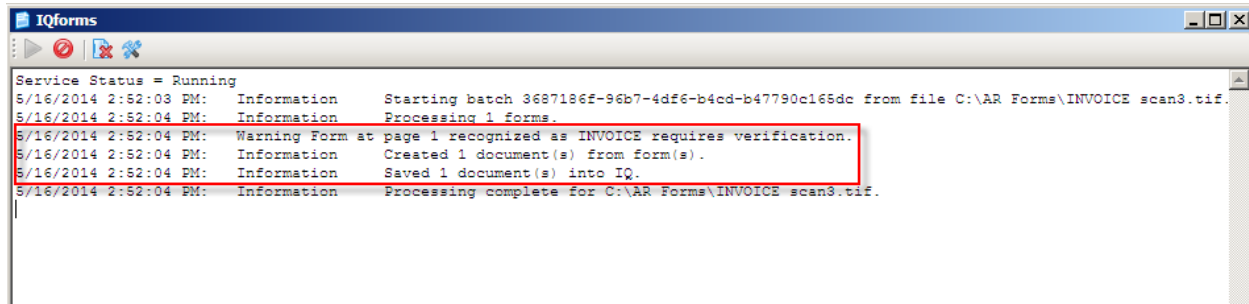 IQforms
Service Status = Running
5/16/2014 2:52:03 PM: Information Starting batch 3687186f-96b7-4df6-b4cd-b47790c165dc from file C:\AR Forms\INVOICE scan3.tif.
5/16/2014 2:52:04 PM: Information Processing 1 forms.
5/16/2014 2:52:04 PM: Warning Form at page 1 recognized as INVOICE requires verification.
5/16/2014 2:52:04 PM: Information Created 1 document(s) from form(s).
5/16/2014 2:52:04 PM: Information Saved 1 document(s) into IQ.
5/16/2014 2:52:04 PM: Information Processing complete for C:\AR Forms\INVOICE scan3.tif.